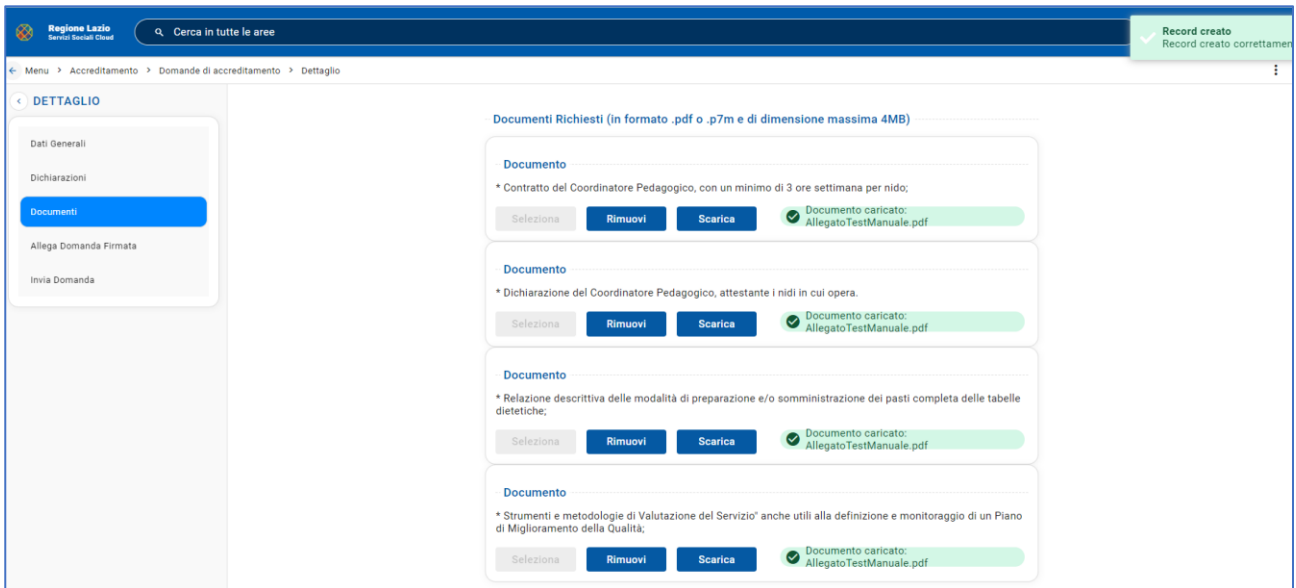 Regione Lazio
Servizi Sociali Cloud
Cerca in tutte le aree
Record creato
Record creato correttamen
Menu > Accreditamento > Domande di accreditamento > Dettaglio
DETTAGLIO
Dati Generali
Dichiarazioni
Documenti
Allega Domanda Firmata
Invia Domanda
Documenti Richiesti (in formato .pdf o .p7m e di dimensione massima 4MB)
Documento
* Contratto del Coordinatore Pedagogico, con un minimo di 3 ore settimana per nido;
Seleziona Rimuovi Scarica
Documento caricato:
AllegatoTestManuale.pdf
Documento
* Dichiarazione del Coordinatore Pedagogico, attestante i nidi in cui opera.
Seleziona Rimuovi Scarica
Documento caricato:
AllegatoTestManuale.pdf
Documento
* Relazione descrittiva delle modalità di preparazione e/o somministrazione dei pasti completa delle tabelle
dietetiche;
Seleziona Rimuovi Scarica
Documento caricato:
AllegatoTestManuale.pdf
Documento
* Strumenti e metodologie di Valutazione del Servizio" anche utili alla definizione e monitoraggio di un Piano
di Miglioramento della Qualità;
Seleziona Rimuovi Scarica
Documento caricato:
AllegatoTestManuale.pdf